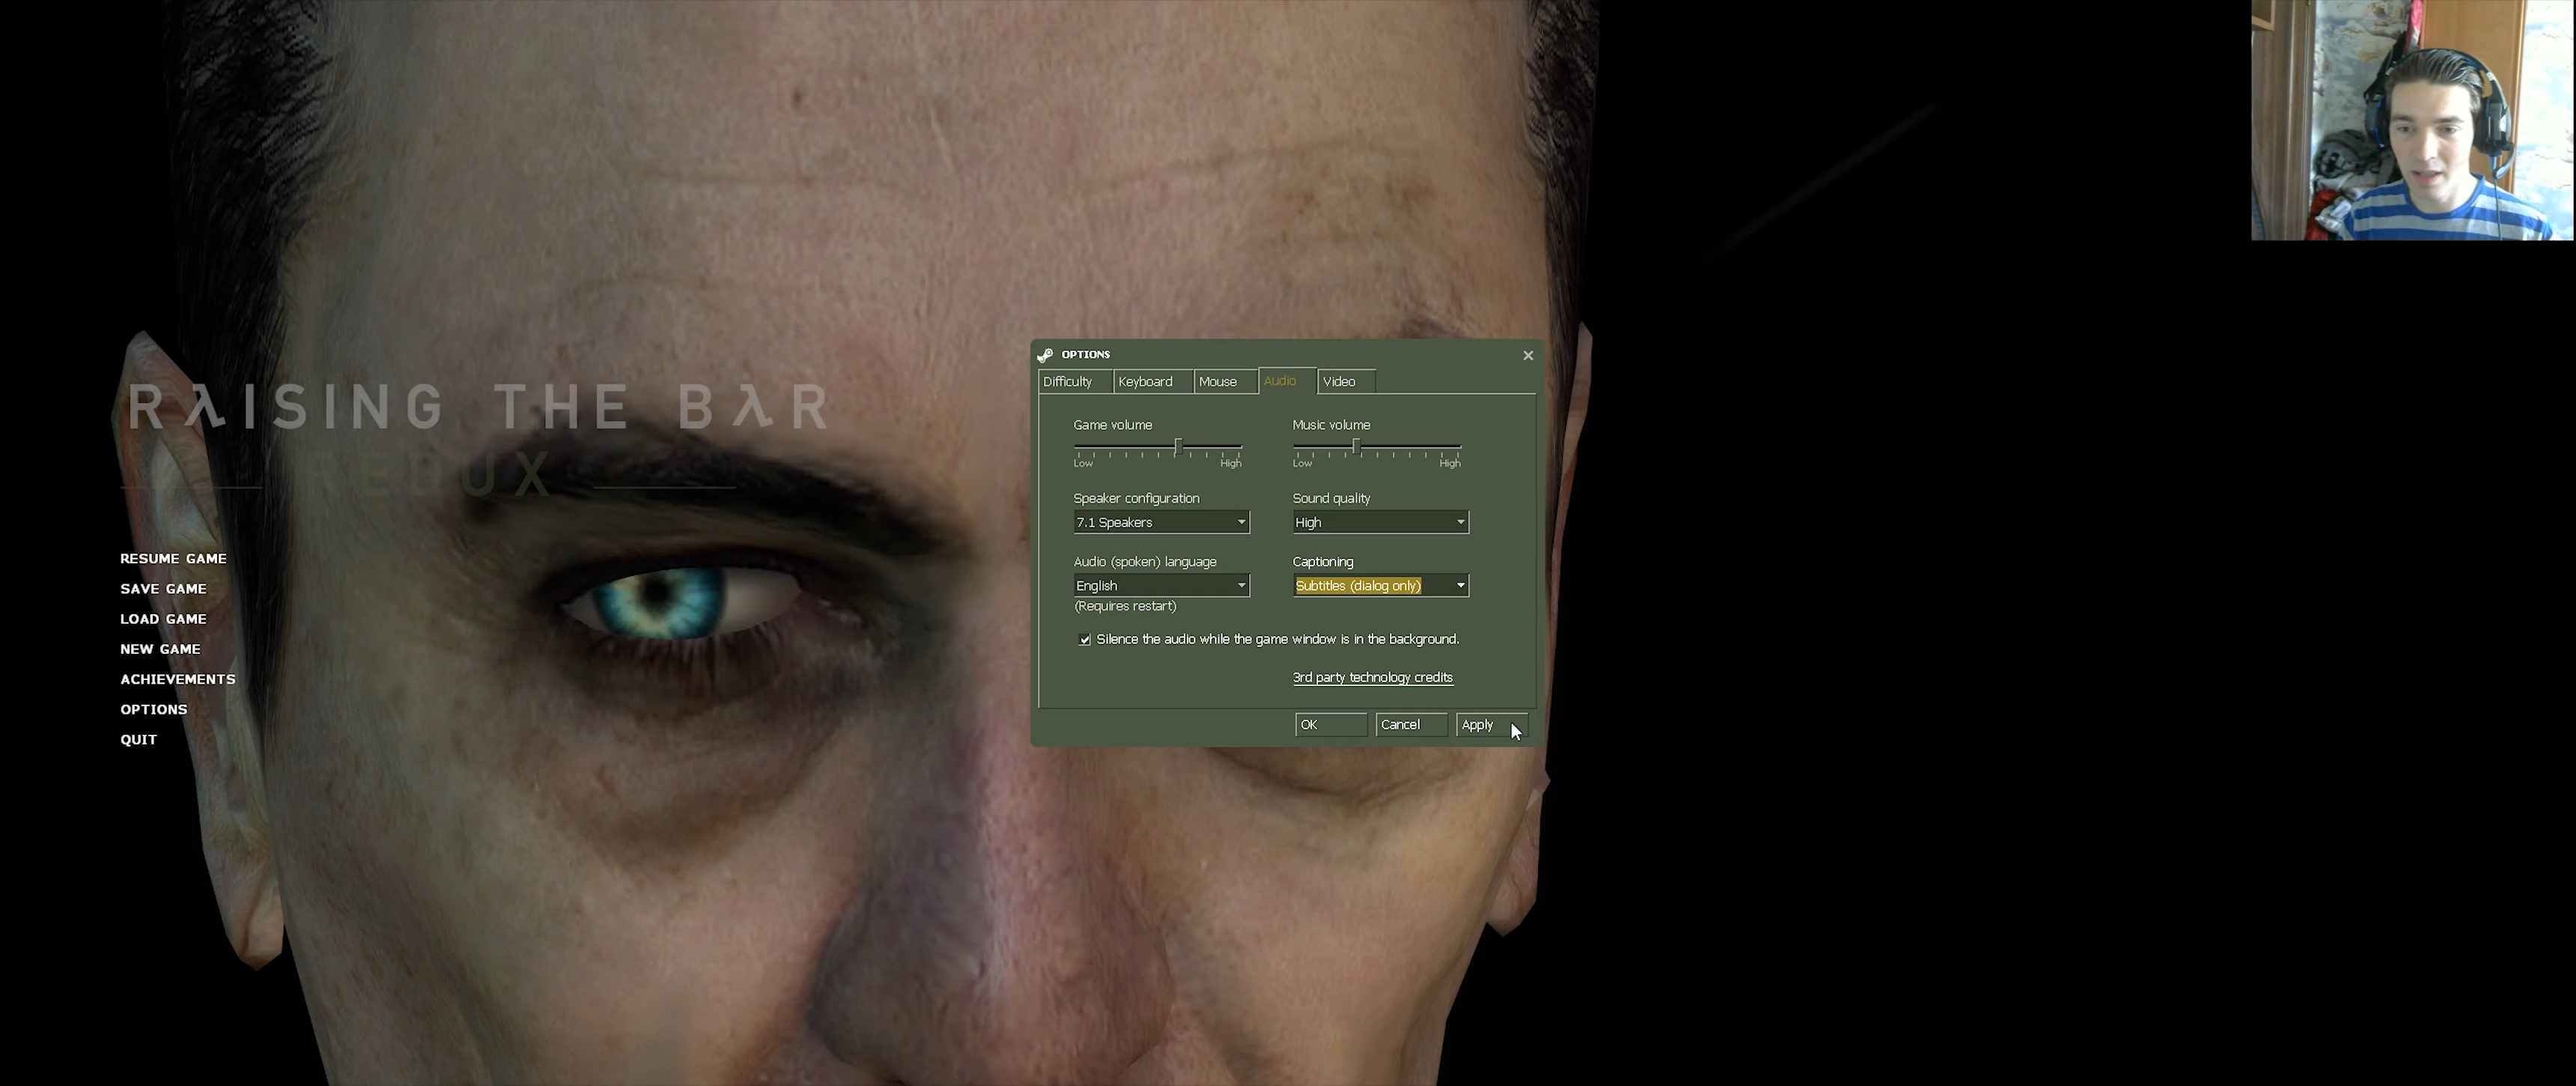 RλISING THE BλR
REDUX
RESUME GAME
SAVE GAME
LOAD GAME
NEW GAME
ACHIEVEMENTS
OPTIONS
QUIT
OPTIONS
Difficulty Keyboard Mouse Audio Video
Game volume Music volume
Low High Low High
Speaker configuration Sound quality
7.1 Speakers High
Audio (spoken) language Captioning
English Subtitles (dialog only)
(Requires restart)
Silence the audio while the game window is in the background.
3rd party technology credits
OK Cancel Apply